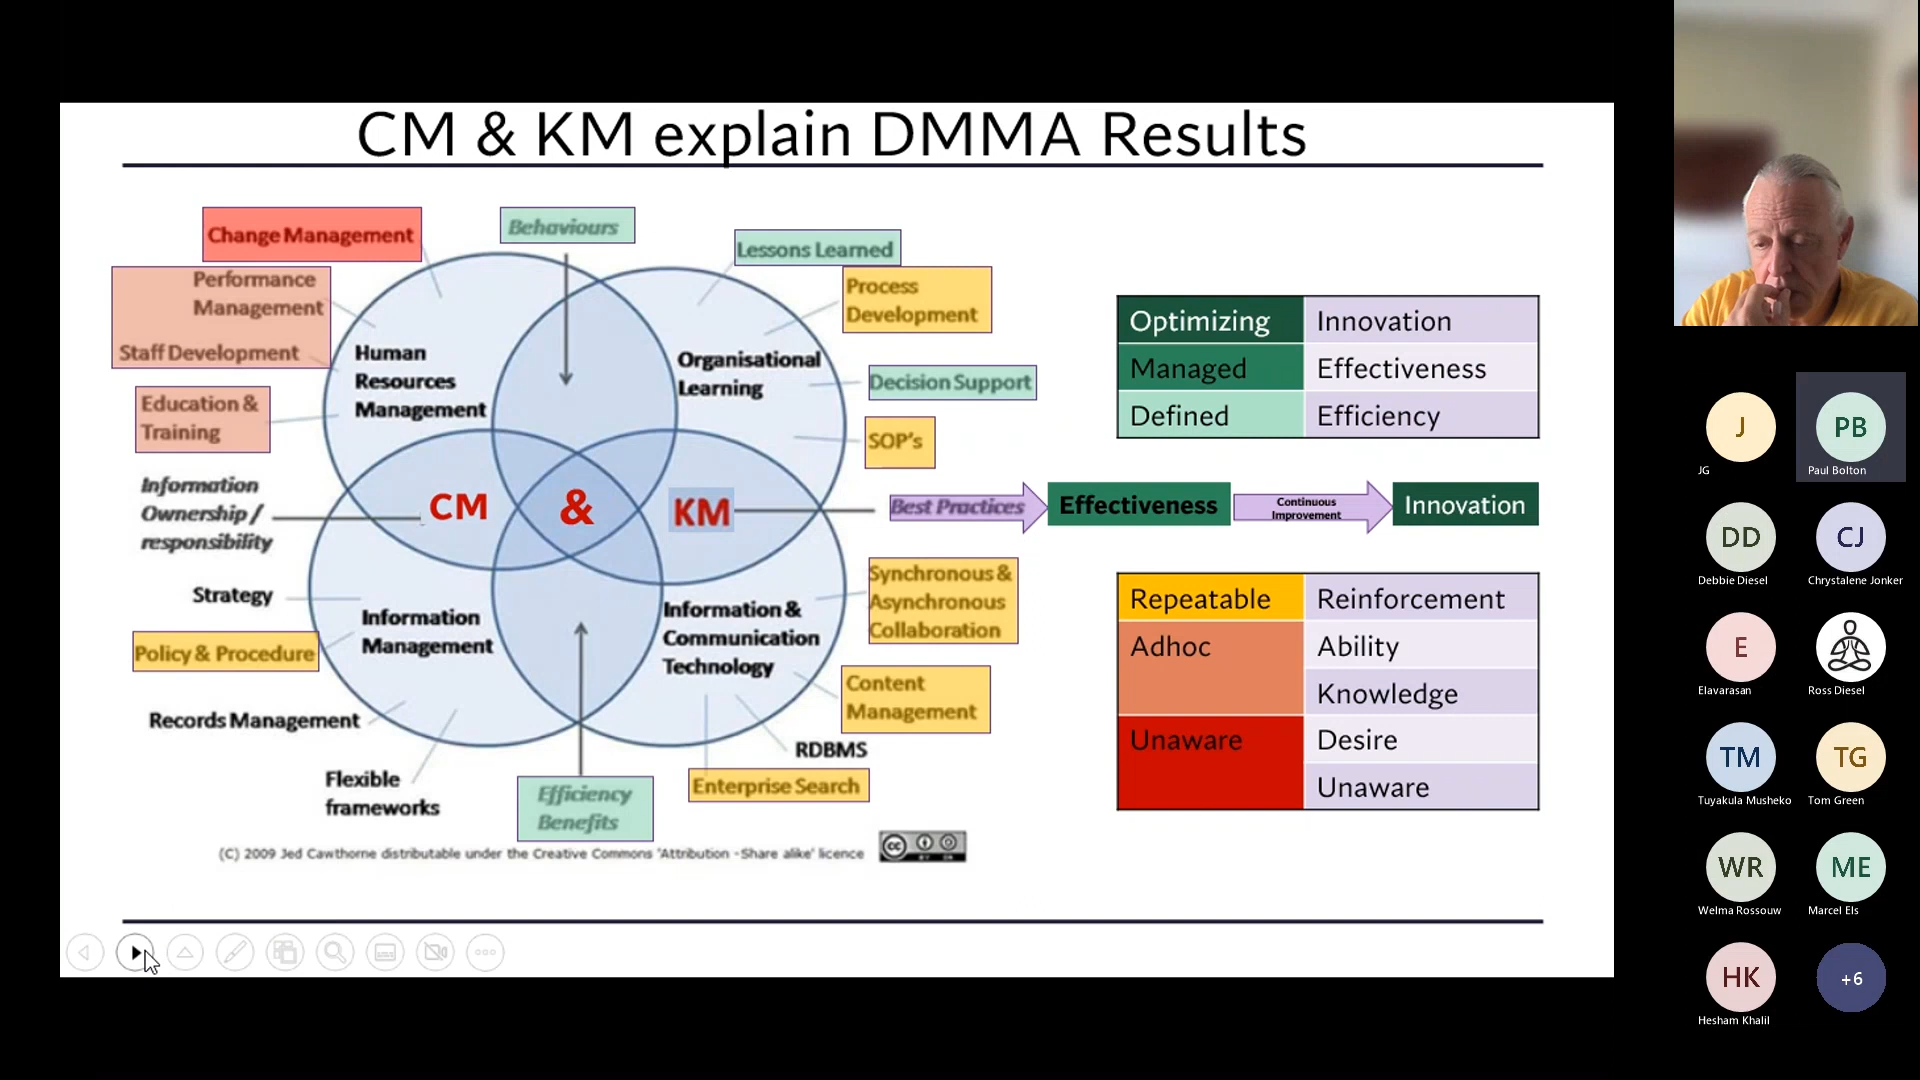 CM & KM explain DMMA Results
Change Management
Behaviours
Lessons Learned
Performance
Management
Staff Development
Process
Development
Human
Resources
Management
Organisational
Learning
Decision Support
Education &
Training
SOP's
Information
Ownership /
responsibility
CM
&
KM
Best Practices
Effectiveness
Continuous
Improvement
Innovation
Strategy
Information
Management
Information &
Communication
Technology
Synchronous &
Asynchronous
Collaboration
Policy & Procedure
Content
Management
Records Management
RDBMS
Flexible
frameworks
Enterprise Search
Efficiency
Benefits
(C) 2009 Jed Cawthorne distributable under the Creative Commons 'Attribution -Share alike' licence
cc
Optimizing Innovation
Managed Effectiveness
Defined Efficiency
Repeatable Reinforcement
Adhoc Ability
Knowledge
Unaware Desire
Unaware
J
JG
PB
Paul Bolton
DD
Debbie Diesel
CJ
Chrystalene Jonker
E
Elavarasan
Ross Diesel
TM
Tuyakula Musheko
TG
Tom Green
WR
Welma Rossouw
ME
Marcel Els
HK
Hesham Khalil
+6